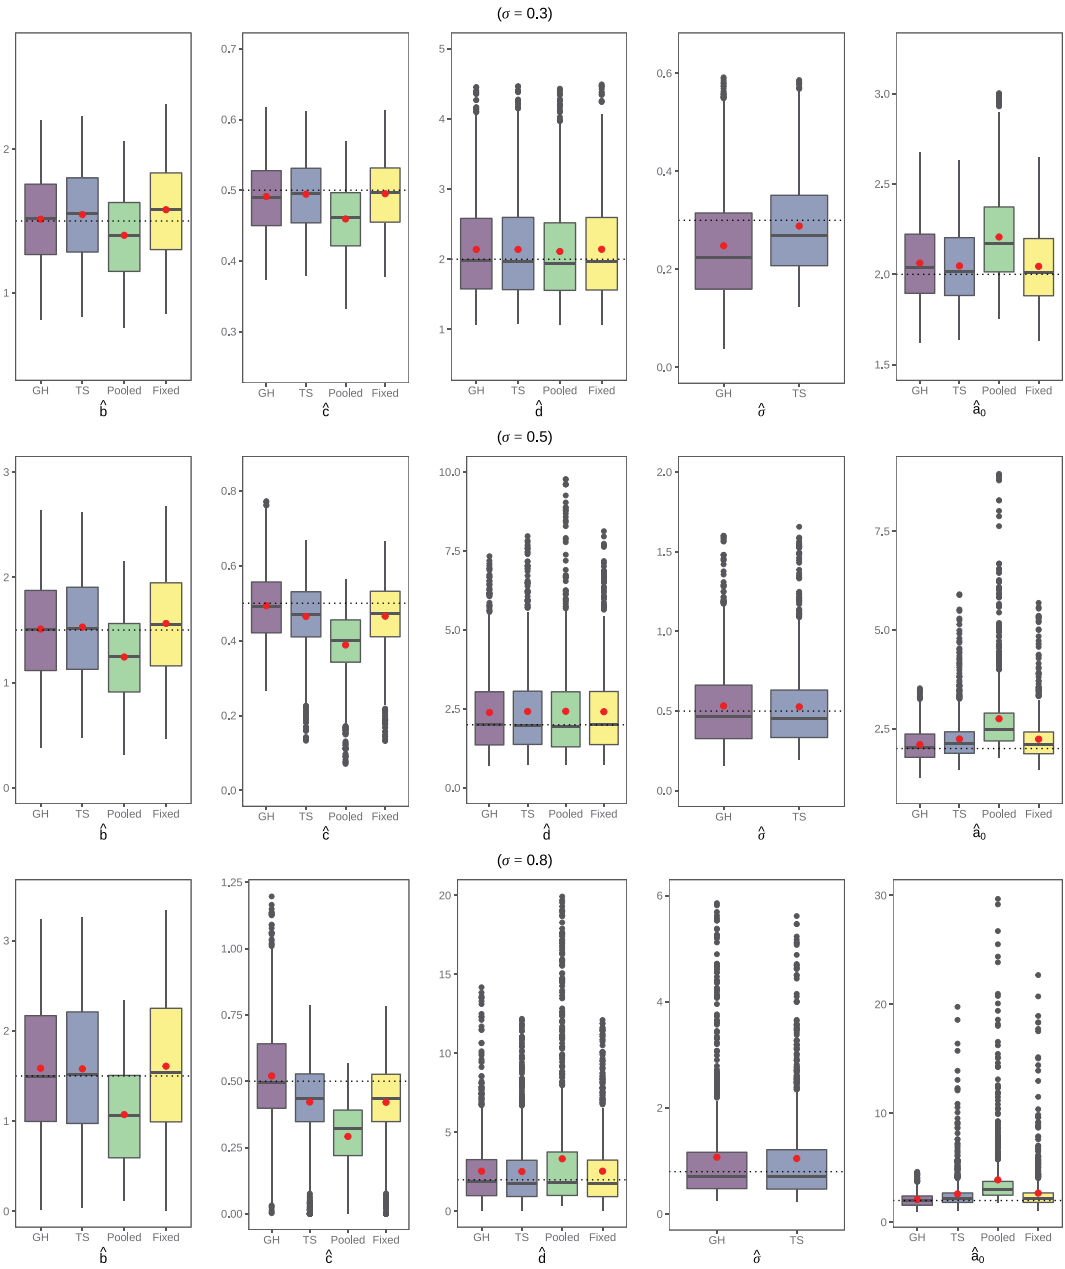 (σ = 0.3)
2
1
GH TS Pooled Fixed
b̂
0.7
0.6
0.5
0.4
0.3
GH TS Pooled Fixed
ĉ
5
4
3
2
1
GH TS Pooled Fixed
d̂
0.6
0.4
0.2
0.0
GH TS
σ̂
3.0
2.5
2.0
1.5
GH TS Pooled Fixed
â₀
(σ = 0.5)
3
2
1
0
GH TS Pooled Fixed
b̂
0.8
0.6
0.4
0.2
0.0
GH TS Pooled Fixed
ĉ
10.0
7.5
5.0
2.5
0.0
GH TS Pooled Fixed
d̂
2.0
1.5
1.0
0.5
0.0
GH TS
σ̂
7.5
5.0
2.5
GH TS Pooled Fixed
â₀
(σ = 0.8)
3
2
1
0
GH TS Pooled Fixed
b̂
1.25
1.00
0.75
0.50
0.25
0.00
GH TS Pooled Fixed
ĉ
20
15
10
5
0
GH TS Pooled Fixed
d̂
6
4
2
0
GH TS
σ̂
30
20
10
0
GH TS Pooled Fixed
â₀